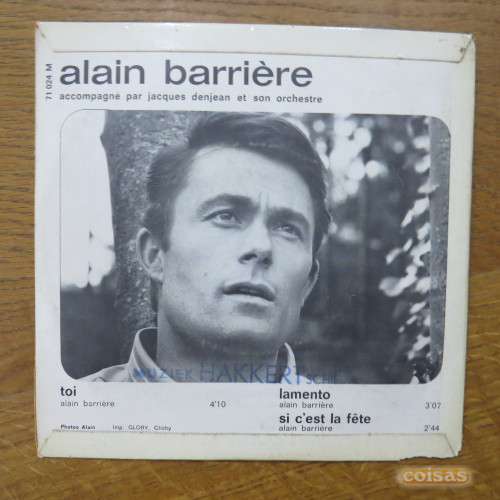 71 024 M
alain barrière
accompagné par jacques denjean et son orchestre
MUZIEK HAKKERT
toi
alain barrière 4'10
lamento
alain barrière 3'07
si c'est la fête
alain barrière 2'44
Photos Alain Imp. GLORY, Clichy
coisas